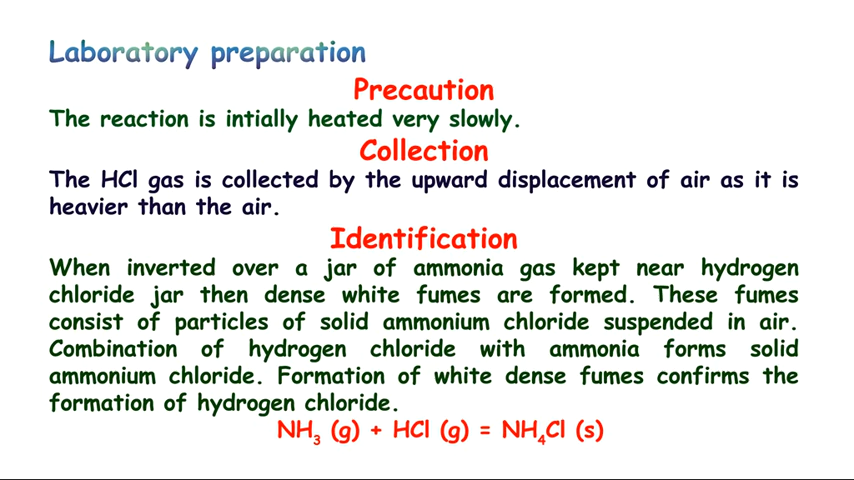 Laboratory preparation
Precaution
The reaction is intially heated very slowly.
Collection
The HCl gas is collected by the upward displacement of air as it is
heavier than the air.
Identification
When inverted over a jar of ammonia gas kept near hydrogen
chloride jar then dense white fumes are formed. These fumes
consist of particles of solid ammonium chloride suspended in air.
Combination of hydrogen chloride with ammonia forms solid
ammonium chloride. Formation of white dense fumes confirms the
formation of hydrogen chloride.
NH₃ (g) + HCl (g) = NH₄Cl (s)